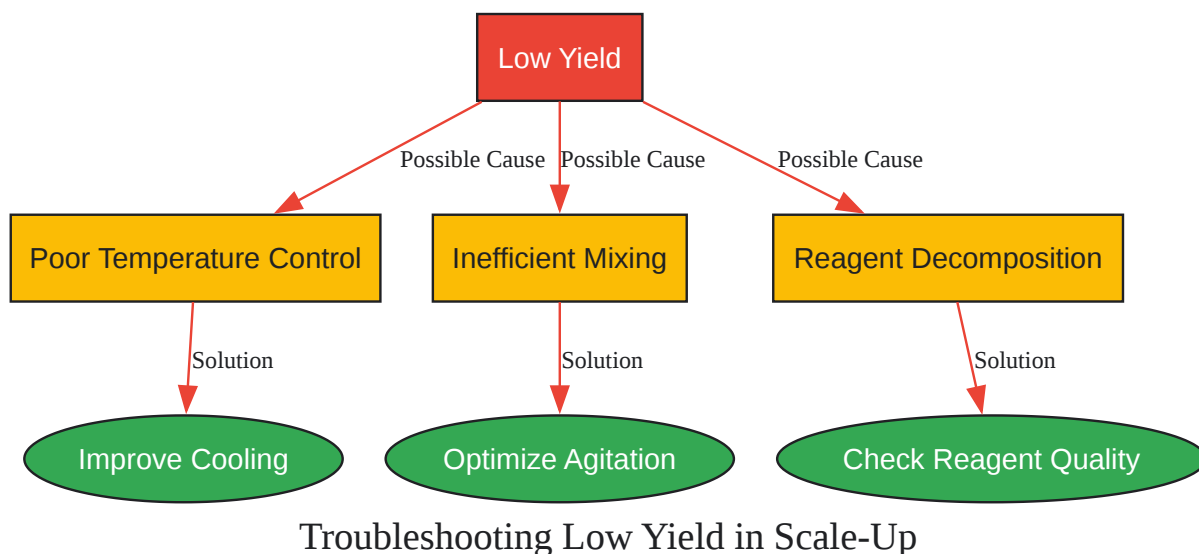 Low Yield
Possible Cause
Possible Cause
Possible Cause
Poor Temperature Control
Inefficient Mixing
Reagent Decomposition
Solution
Solution
Solution
Improve Cooling
Optimize Agitation
Check Reagent Quality
Troubleshooting Low Yield in Scale-Up